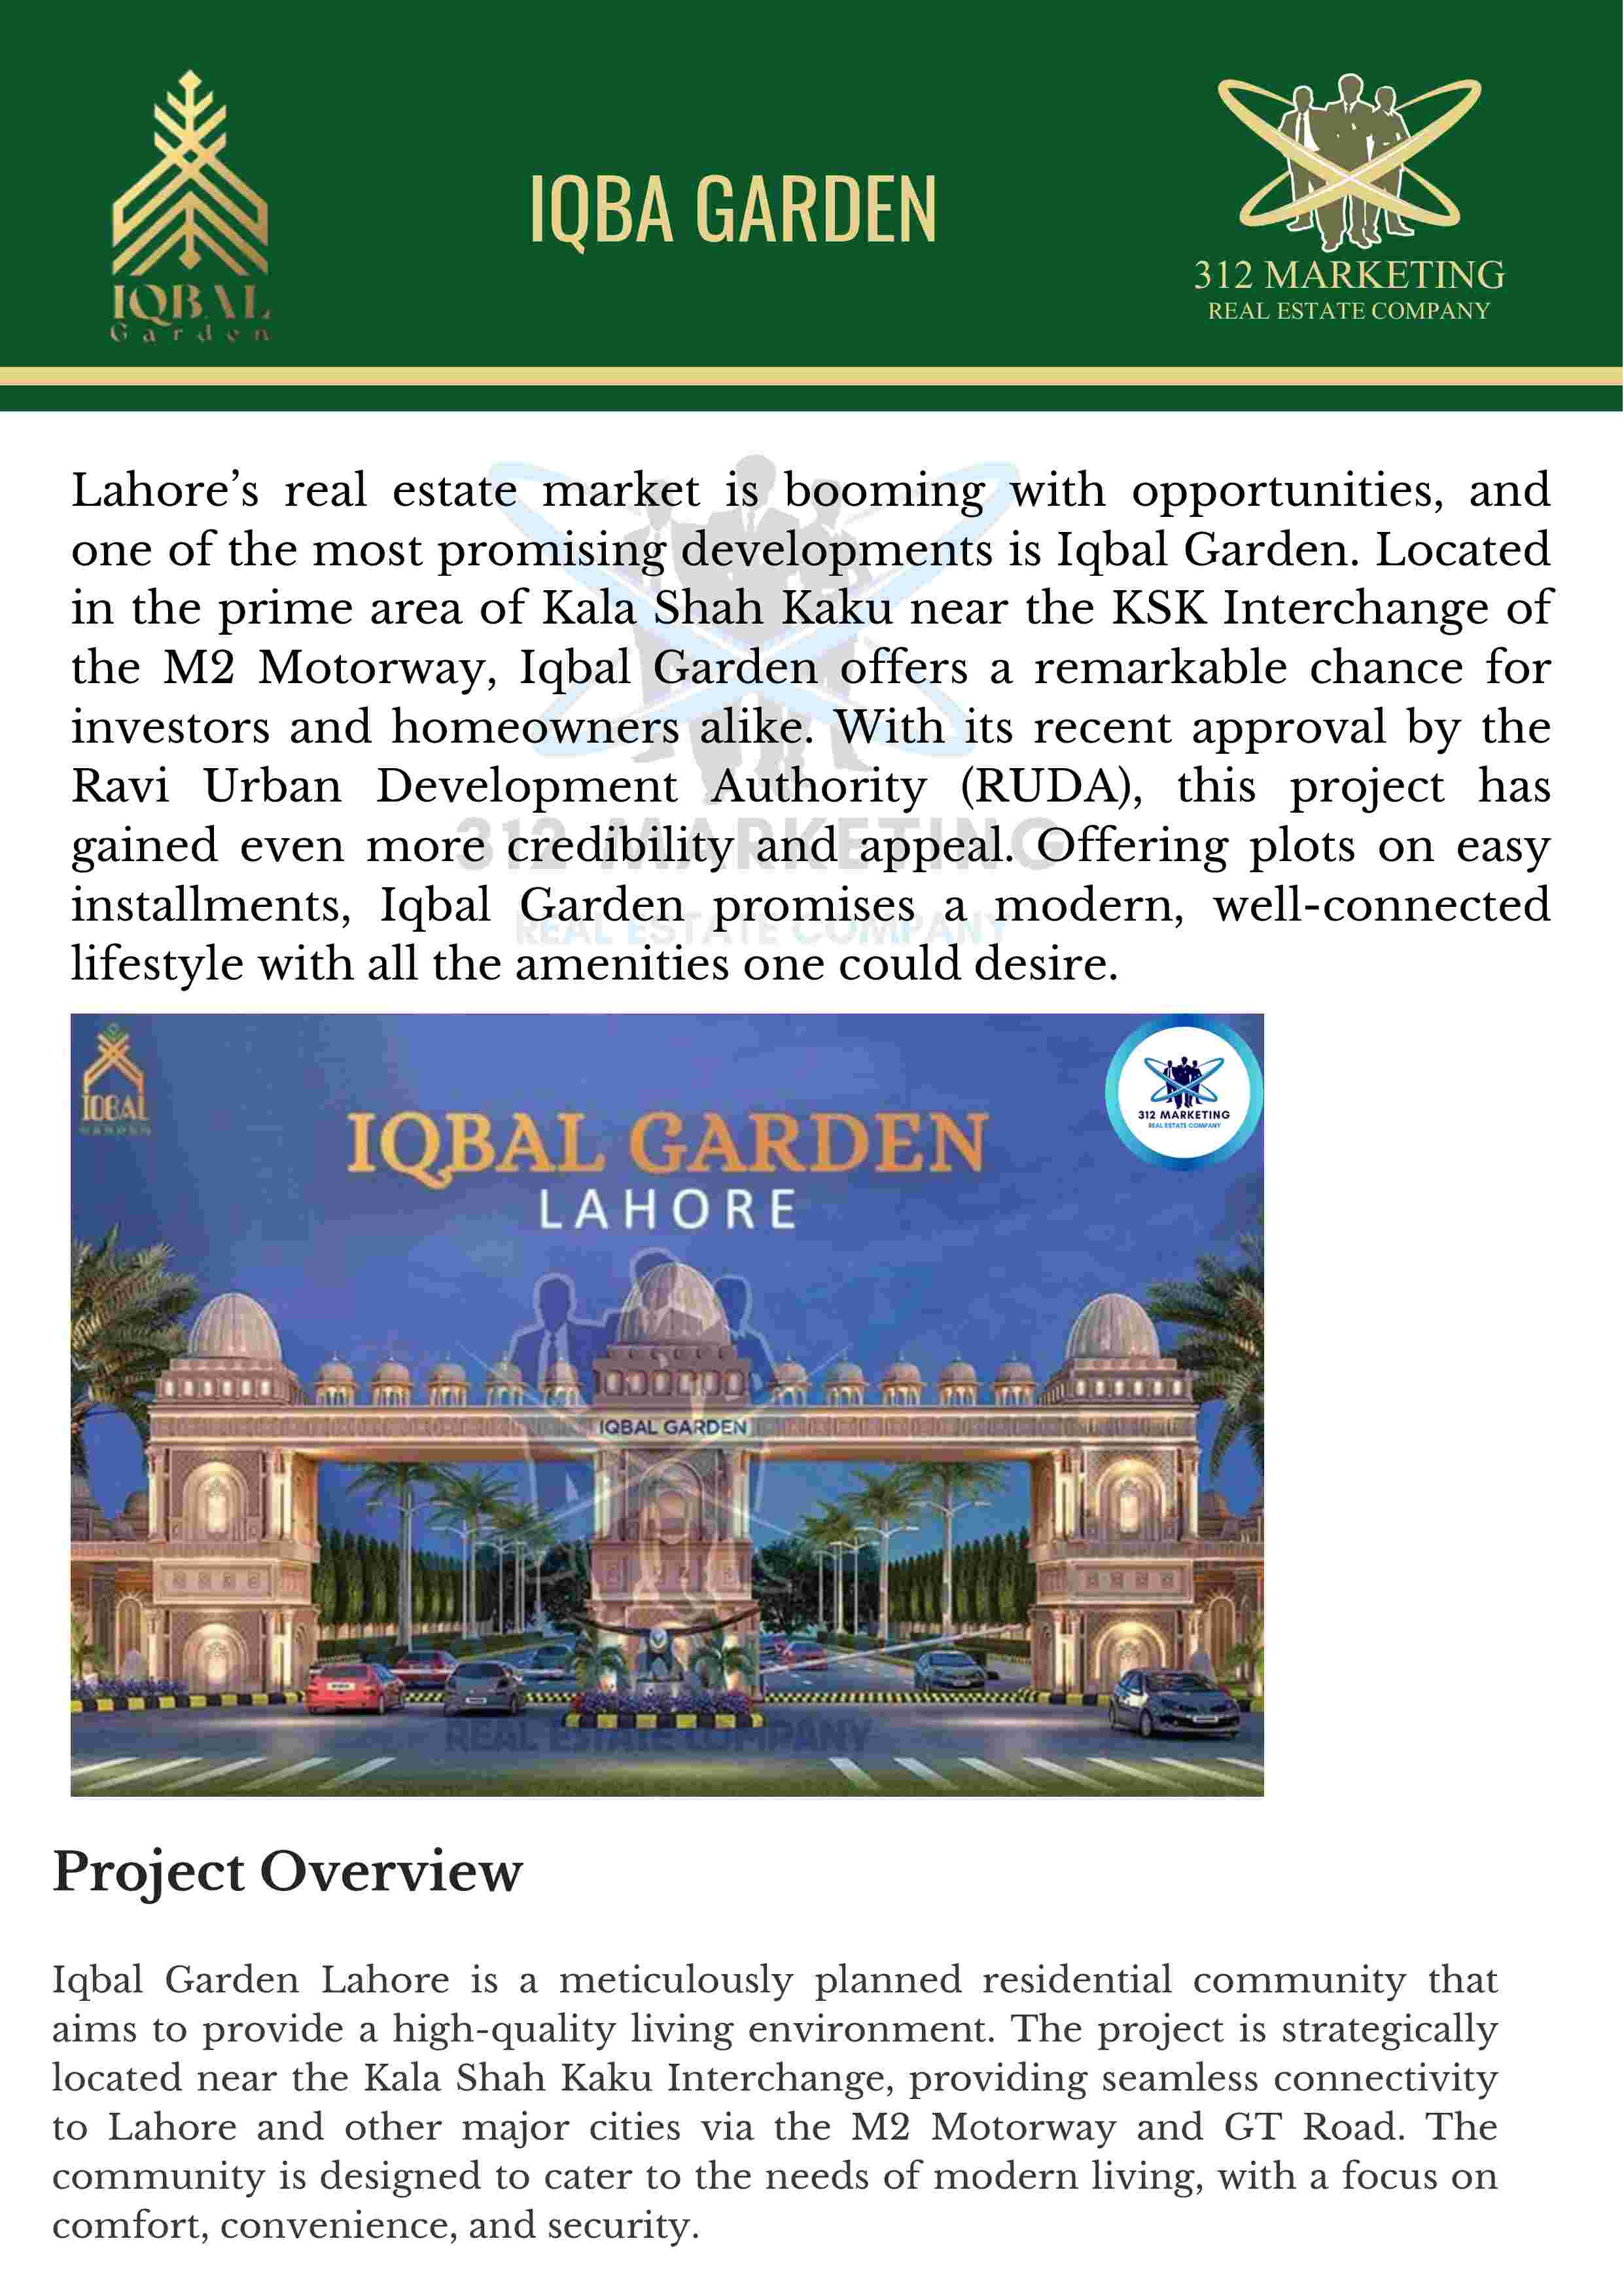 IQBAL
Garden
IQBA GARDEN
312 MARKETING
REAL ESTATE COMPANY
Lahore’s real estate market is booming with opportunities, and
one of the most promising developments is Iqbal Garden. Located
in the prime area of Kala Shah Kaku near the KSK Interchange of
the M2 Motorway, Iqbal Garden offers a remarkable chance for
investors and homeowners alike. With its recent approval by the
Ravi Urban Development Authority (RUDA), this project has
gained even more credibility and appeal. Offering plots on easy
installments, Iqbal Garden promises a modern, well-connected
lifestyle with all the amenities one could desire.
312 MARKETING
REAL ESTATE COMPANY
IQBAL
GARDEN
312 MARKETING
REAL ESTATE COMPANY
IQBAL GARDEN
LAHORE
IQBAL GARDEN
REAL ESTATE COMPANY
Project Overview
Iqbal Garden Lahore is a meticulously planned residential community that
aims to provide a high-quality living environment. The project is strategically
located near the Kala Shah Kaku Interchange, providing seamless connectivity
to Lahore and other major cities via the M2 Motorway and GT Road. The
community is designed to cater to the needs of modern living, with a focus on
comfort, convenience, and security.